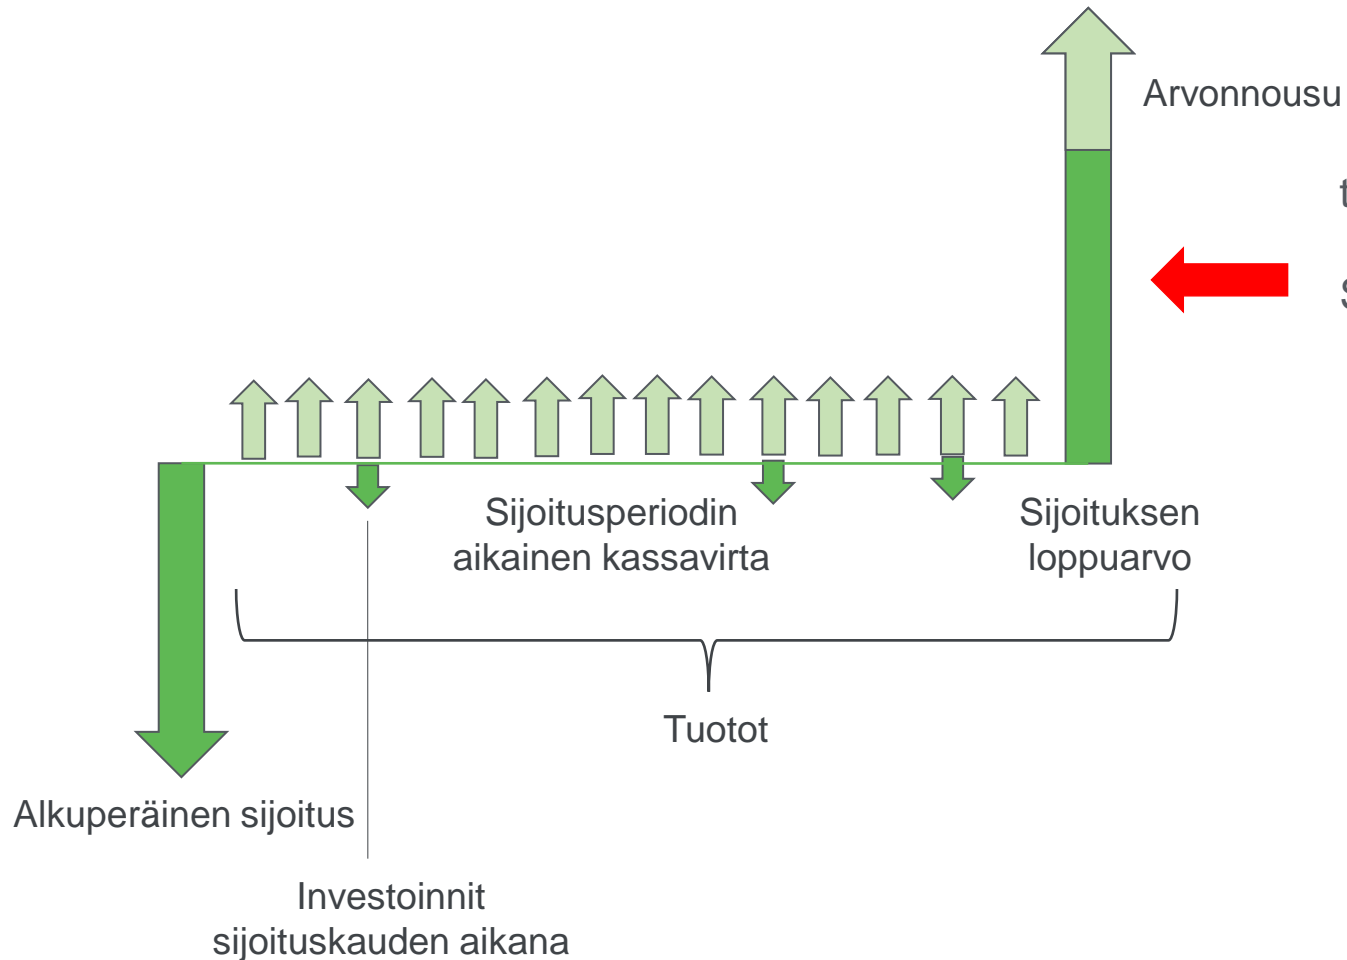 Arvonnousu
t
S
Sijoitusperiodin
aikainen kassavirta
Sijoituksen
loppuarvo
Tuotot
Alkuperäinen sijoitus
Investoinnit
sijoituskauden aikana